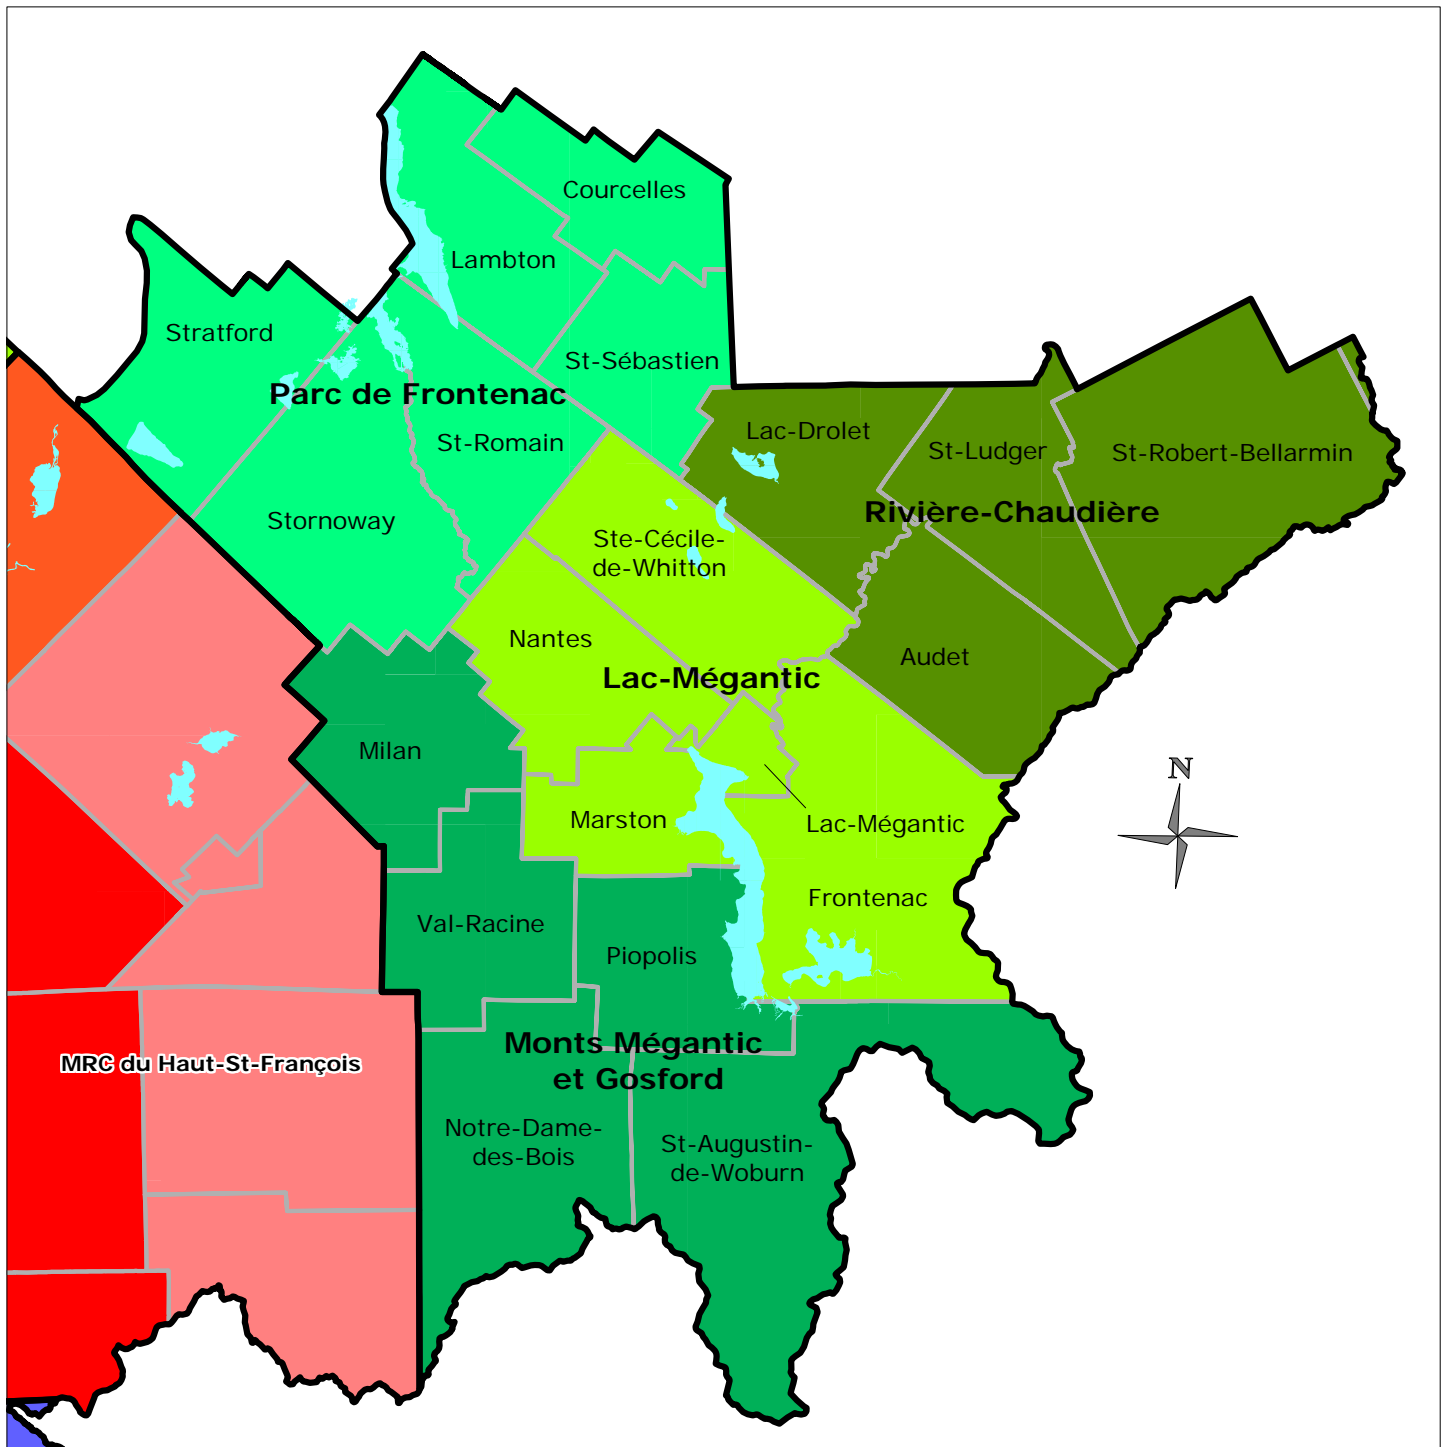 Courcelles
Lambton
Stratford
St-Sébastien
Parc de Frontenac
St-Romain
Lac-Drolet
St-Ludger
St-Robert-Bellarmin
Rivière-Chaudière
Stornoway
Ste-Cécile-
de-Whitton
Nantes
Audet
Lac-Mégantic
Milan
N
Marston
Lac-Mégantic
Frontenac
Val-Racine
Piopolis
Monts Mégantic
et Gosford
MRC du Haut-St-François
Notre-Dame-
des-Bois
St-Augustin-
de-Woburn